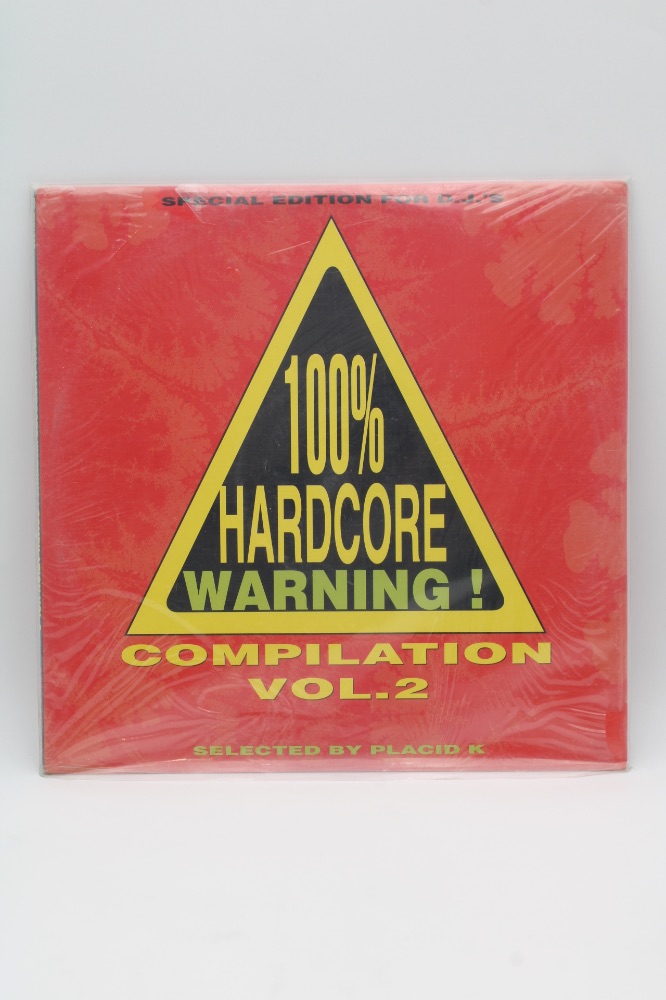 SPECIAL EDITION FOR D.J.'S
100%
HARDCORE
WARNING !
COMPILATION
VOL.2
SELECTED BY PLACID K